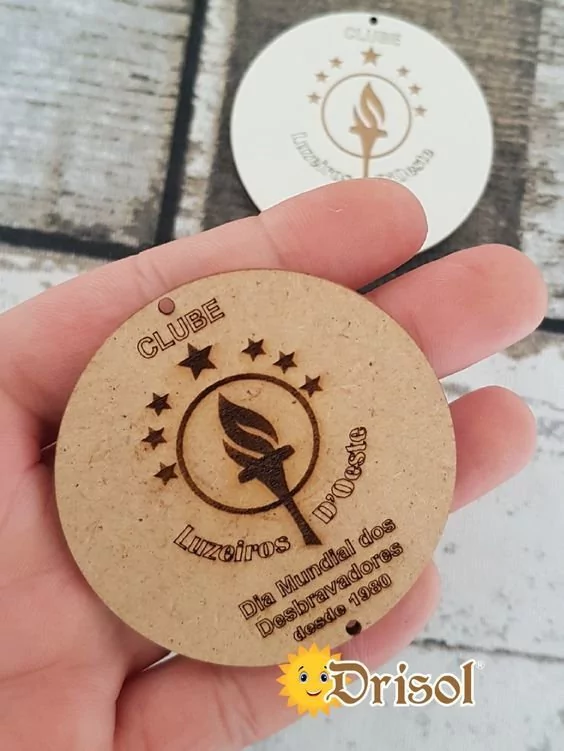 CLUBE
Luzeiros D'Oeste
CLUBE
Luzeiros D'Oeste
Dia Mundial dos
Desbravadores
desde 1980
Drisol®